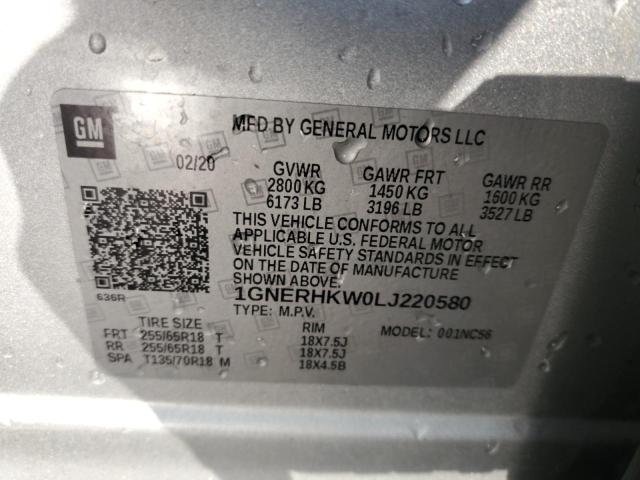 GM
MFD BY GENERAL MOTORS LLC
02/20
GVWR GAWR FRT GAWR RR
2800 KG 1450 KG 1600 KG
6173 LB 3196 LB 3527 LB
THIS VEHICLE CONFORMS TO ALL
APPLICABLE U.S. FEDERAL MOTOR
VEHICLE SAFETY STANDARDS IN EFFECT
ON THE DATE OF MANUFACTURE
SHOWN ABOVE.
636R
1GNERHKW0LJ220580
TYPE: M.P.V. MODEL: 001NC56
TIRE SIZE RIM
FRT 255/65R18 T 18X7.5J
RR 255/65R18 T 18X7.5J
SPA T135/70R18 M 18X4.5B